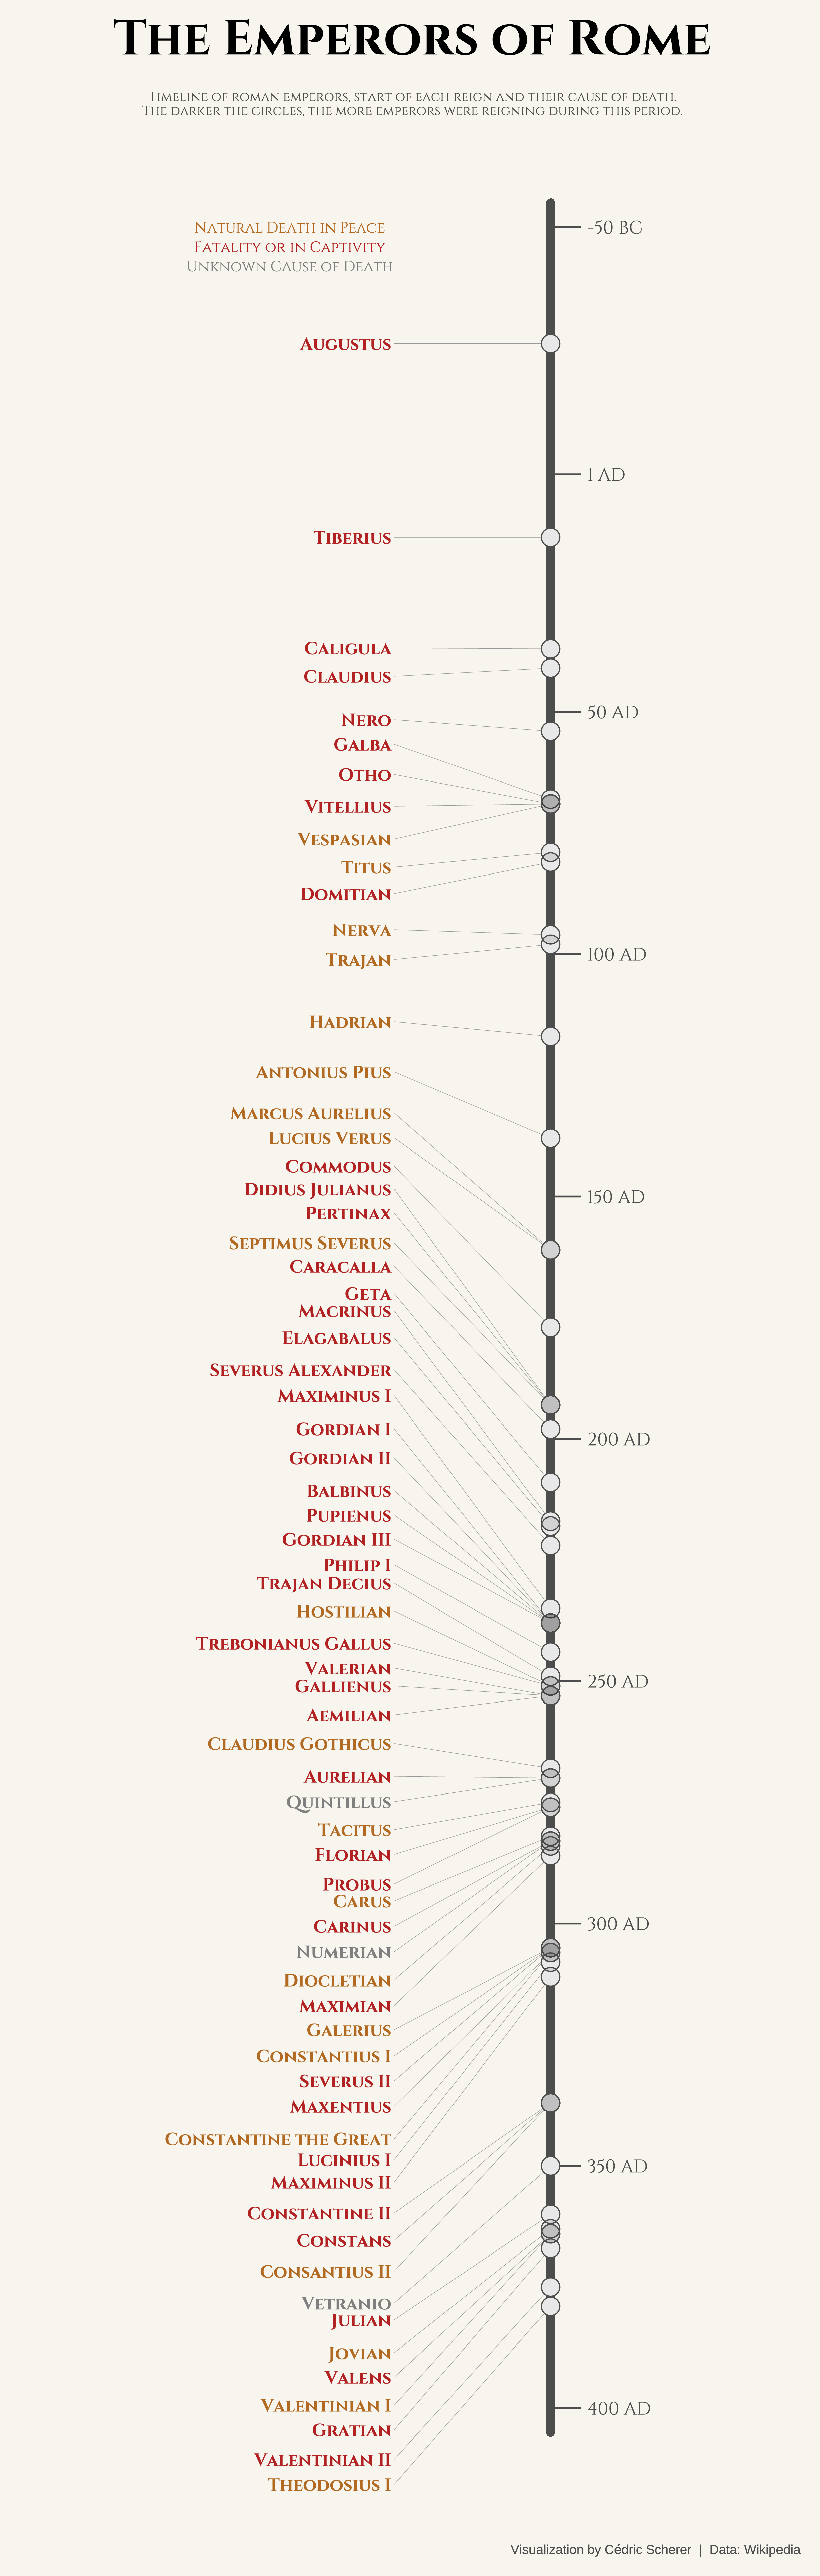 The Emperors of Rome
Timeline of roman emperors, start of each reign and their cause of death.
The darker the circles, the more emperors were reigning during this period.
Natural Death in Peace
Fatality or in Captivity
Unknown Cause of Death
-50 BC
Augustus
1 AD
Tiberius
Caligula
Claudius
50 AD
Nero
Galba
Otho
Vitellius
Vespasian
Titus
Domitian
Nerva
100 AD
Trajan
Hadrian
Antonius Pius
Marcus Aurelius
Lucius Verus
Commodus
Didius Julianus
150 AD
Pertinax
Septimus Severus
Caracalla
Geta
Macrinus
Elagabalus
Severus Alexander
Maximinus I
Gordian I
200 AD
Gordian II
Balbinus
Pupienus
Gordian III
Philip I
Trajan Decius
Hostilian
Trebonianus Gallus
Valerian
250 AD
Gallienus
Aemilian
Claudius Gothicus
Aurelian
Quintillus
Tacitus
Florian
Probus
Carus
300 AD
Carinus
Numerian
Diocletian
Maximian
Galerius
Constantius I
Severus II
Maxentius
Constantine the Great
Lucinius I
350 AD
Maximinus II
Constantine II
Constans
Consantius II
Vetranio
Julian
Jovian
Valens
Valentinian I
400 AD
Gratian
Valentinian II
Theodosius I
Visualization by Cédric Scherer | Data: Wikipedia